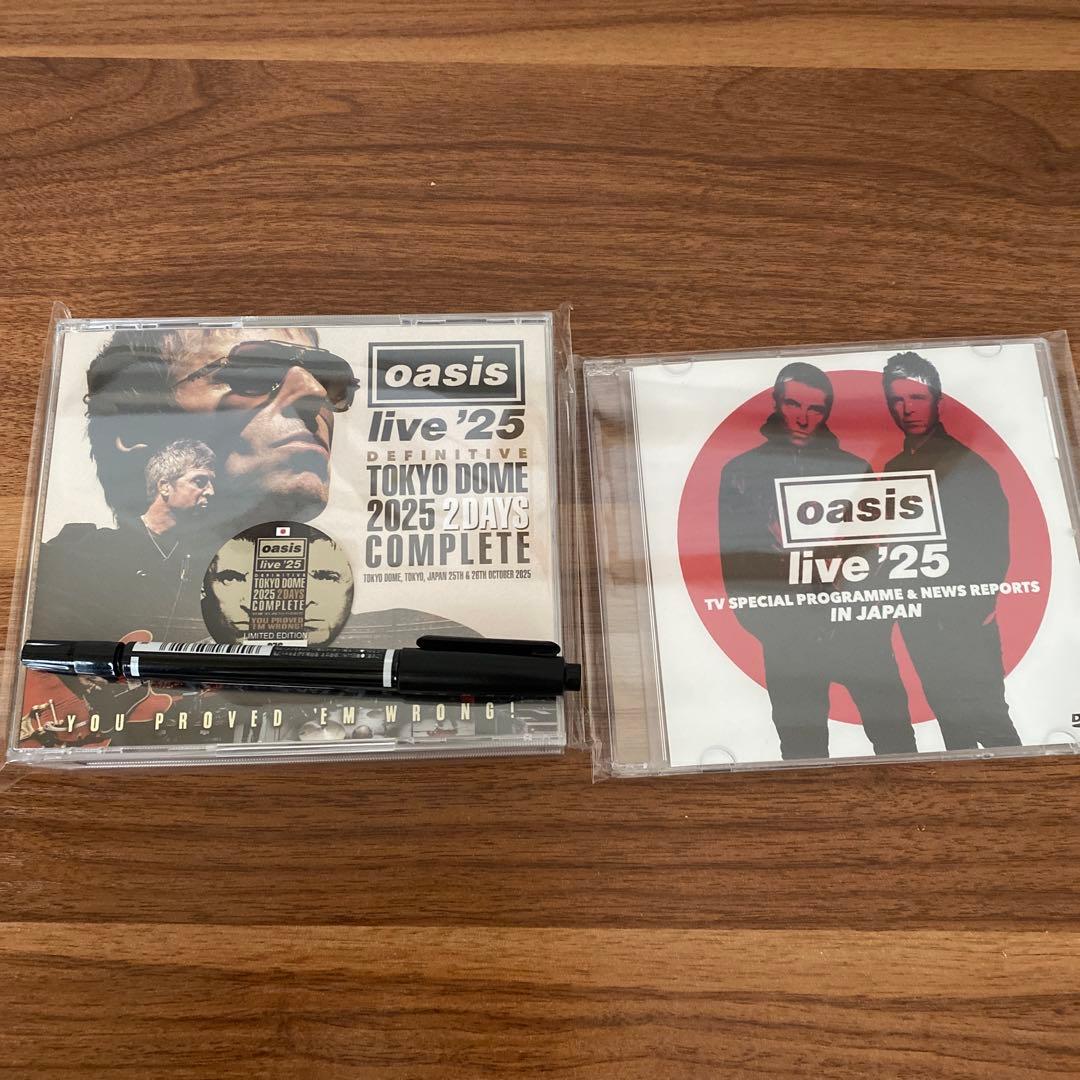 oasis
live '25
DEFINITIVE
TOKYO DOME
2025 2DAYS
COMPLETE
TOKYO DOME, TOKYO, JAPAN 25TH & 26TH OCTOBER 2025
oasis
live '25
DEFINITIVE
TOKYO DOME
2025 2DAYS
COMPLETE
YOU PROVED
'EM WRONG!
LIMITED EDITION
YOU PROVED 'EM WRONG!
oasis
live '25
TV SPECIAL PROGRAMME & NEWS REPORTS
IN JAPAN